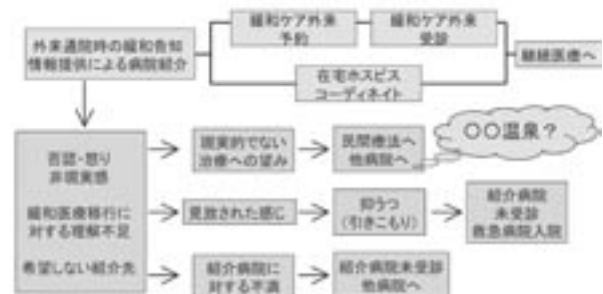 外来通院時の緩和告知
情報提供による病院紹介
緩和ケア外来
予約
緩和ケア外来
受診
在宅ホスピス
コーディネイト
継続医療へ
否認・怒り
非現実感
緩和医療移行に
対する理解不足
希望しない紹介先
現実的でない
治療への望み
民間療法へ
他病院へ
〇〇温泉？
見放された感じ
抑うつ
(引きこもり)
紹介病院
未受診
救急病院入院
紹介病院に
対する不満
紹介病院未受診
他病院へ